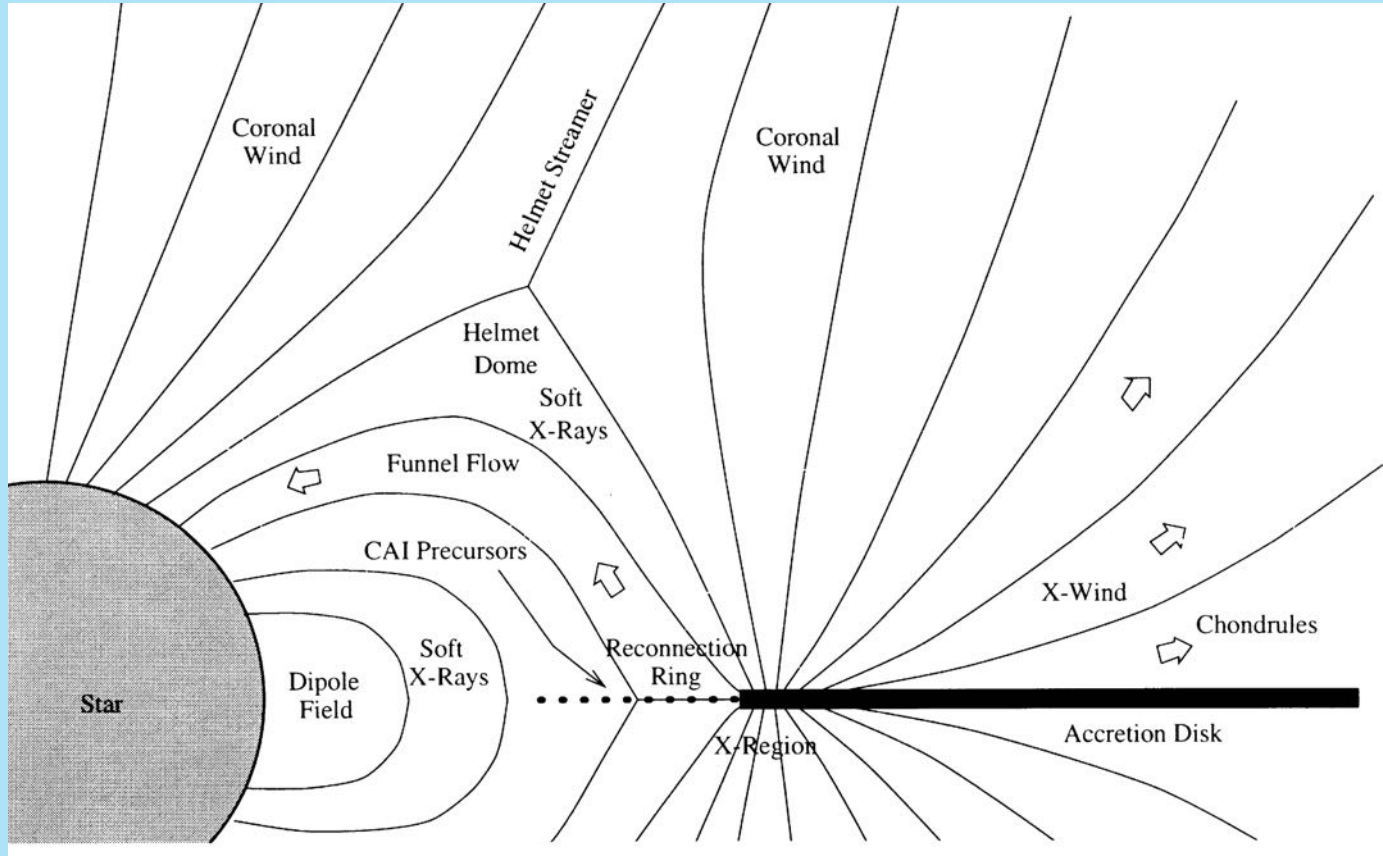 Coronal
Wind
Helmet Streamer
Coronal
Wind
Helmet
Dome
Soft
X-Rays
Funnel Flow
CAI Precursors
X-Wind
Chondrules
Reconnection
Ring
Soft
X-Rays
Dipole
Field
Star
X-Region
Accretion Disk